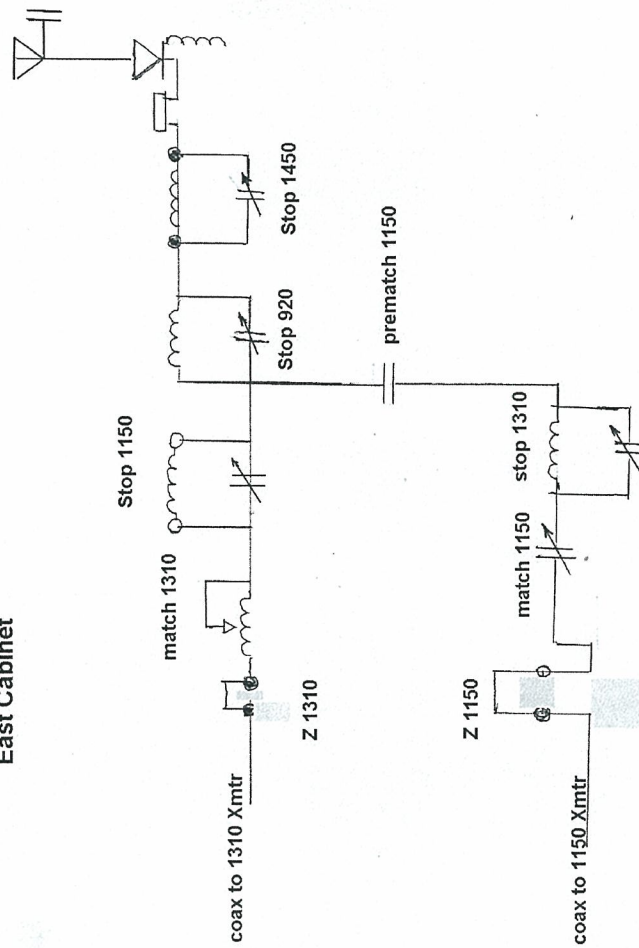 East Cabinet
Stop 1450
Stop 920
prematch 1150
Stop 1150
match 1310
stop 1310
match 1150
Z 1310
Z 1150
coax to 1310 Xmtr
coax to 1150 Xmtr